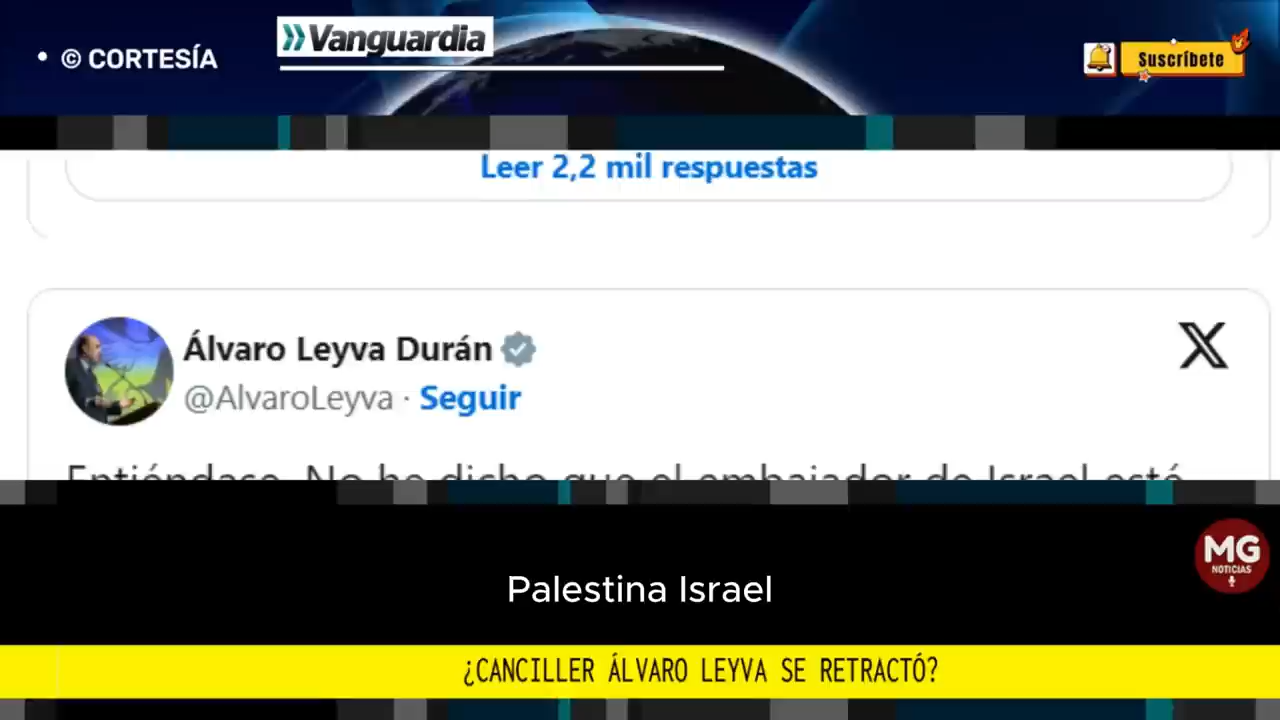 • © CORTESÍA
Vanguardia
Suscríbete
Leer 2,2 mil respuestas
Álvaro Leyva Durán
@AlvaroLeyva · Seguir
Entiéndase. No he dicho que el embajador de Israel esté
MG
NOTICIAS
Palestina Israel
¿CANCILLER ÁLVARO LEYVA SE RETRACTÓ?